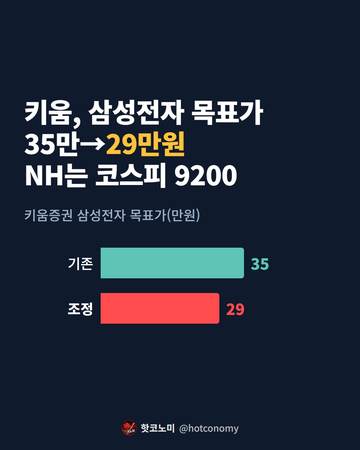 키움, 삼성전자 목표가
35만→29만원
NH는 코스피 9200
키움증권 삼성전자 목표가(만원)
기존 35
조정 29
핫코노미 @hotconomy